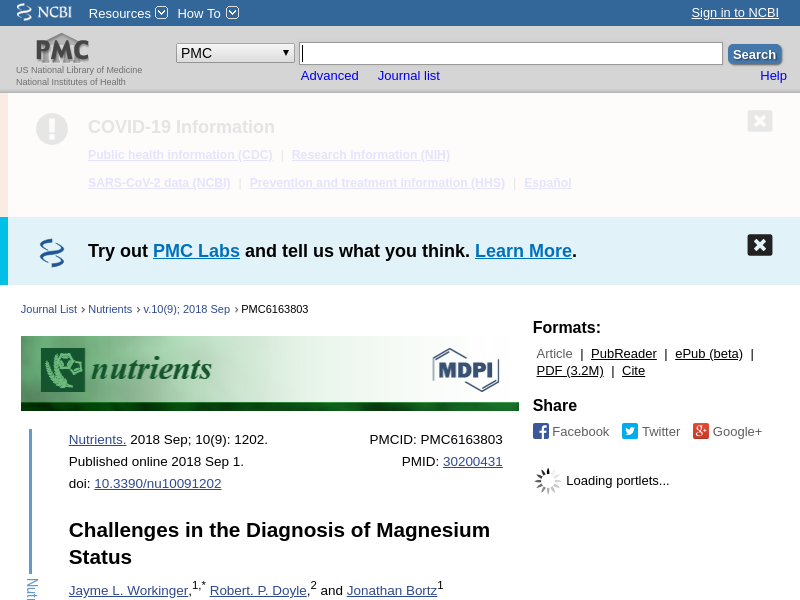 NCBI Resources How To Sign in to NCBI
PMC
US National Library of Medicine
National Institutes of Health
PMC Search
Advanced Journal list Help
COVID-19 Information
Public health information (CDC) | Research information (NIH)
SARS-CoV-2 data (NCBI) | Prevention and treatment information (HHS) | Español
Try out PMC Labs and tell us what you think. Learn More.
Journal List › Nutrients › v.10(9); 2018 Sep › PMC6163803
nutrients MDPI
Nutrients. 2018 Sep; 10(9): 1202. PMCID: PMC6163803
Published online 2018 Sep 1. PMID: 30200431
doi: 10.3390/nu10091202
Challenges in the Diagnosis of Magnesium
Status
Jayme L. Workinger,1,* Robert. P. Doyle,2 and Jonathan Bortz1
Formats:
Article | PubReader | ePub (beta) |
PDF (3.2M) | Cite
Share
Facebook Twitter Google+
Loading portlets...